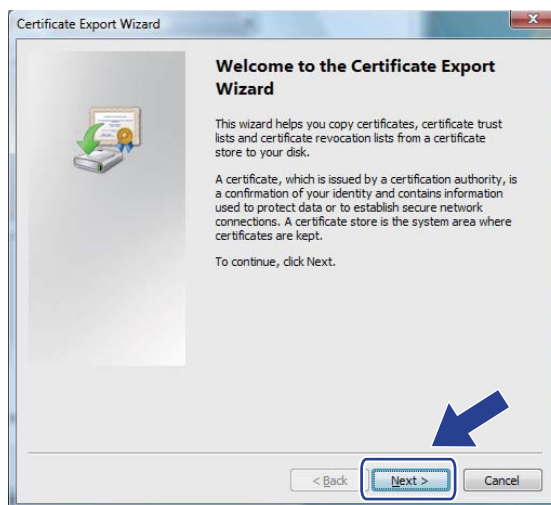 Certificate Export Wizard
Welcome to the Certificate Export
Wizard
This wizard helps you copy certificates, certificate trust
lists and certificate revocation lists from a certificate
store to your disk.
A certificate, which is issued by a certification authority, is
a confirmation of your identity and contains information
used to protect data or to establish secure network
connections. A certificate store is the system area where
certificates are kept.
To continue, click Next.
< Back
Next >
Cancel